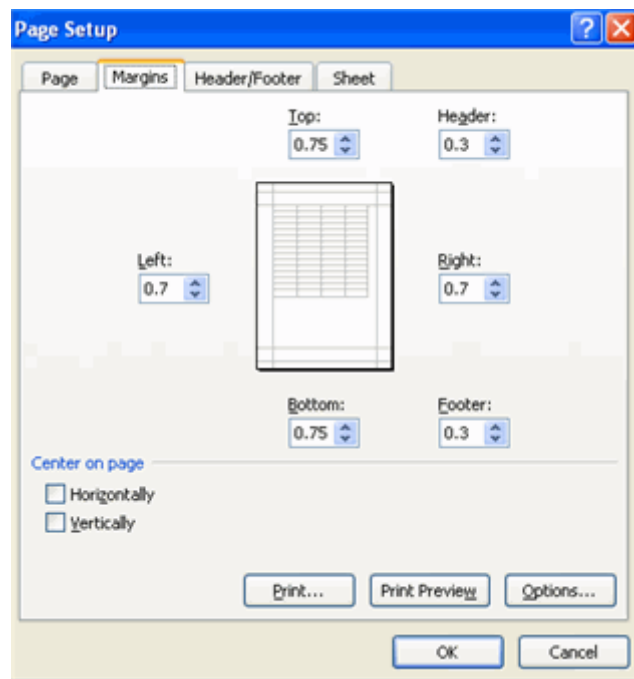 Page Setup
Page Margins Header/Footer Sheet
Top: Header:
0.75 0.3
Left: Right:
0.7 0.7
Bottom: Footer:
0.75 0.3
Center on page
Horizontally
Vertically
Print... Print Preview Options...
OK Cancel